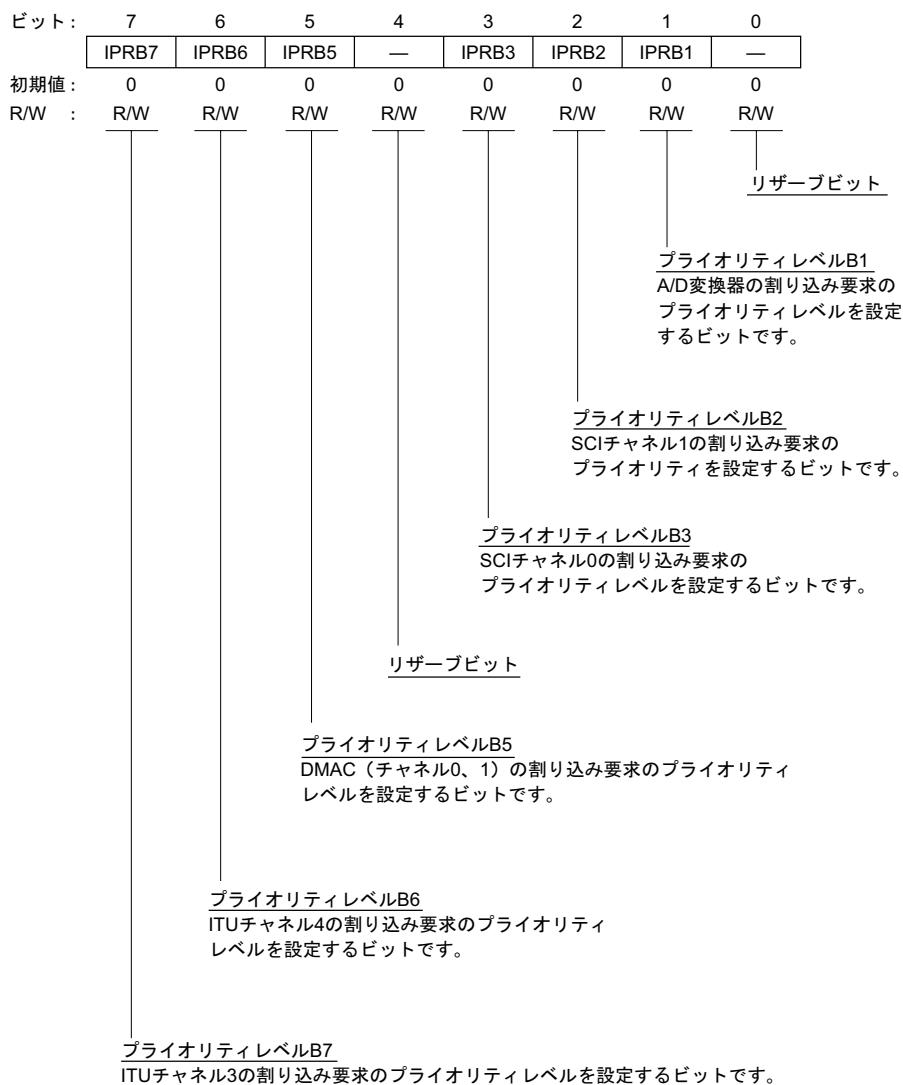 ビット: 7 6 5 4 3 2 1 0
IPRB7 IPRB6 IPRB5 — IPRB3 IPRB2 IPRB1 —
初期値: 0 0 0 0 0 0 0 0
R/W : R/W R/W R/W R/W R/W R/W R/W R/W
リザーブビット
プライオリティレベルB1
A/D変換器の割り込み要求の
プライオリティレベルを設定
するビットです。
プライオリティレベルB2
SCIチャネル1の割り込み要求の
プライオリティを設定するビットです。
プライオリティレベルB3
SCIチャネル0の割り込み要求の
プライオリティレベルを設定するビットです。
リザーブビット
プライオリティレベルB5
DMAC（チャネル0、1）の割り込み要求のプライオリティ
レベルを設定するビットです。
プライオリティレベルB6
ITUチャネル4の割り込み要求のプライオリティ
レベルを設定するビットです。
プライオリティレベルB7
ITUチャネル3の割り込み要求のプライオリティレベルを設定するビットです。